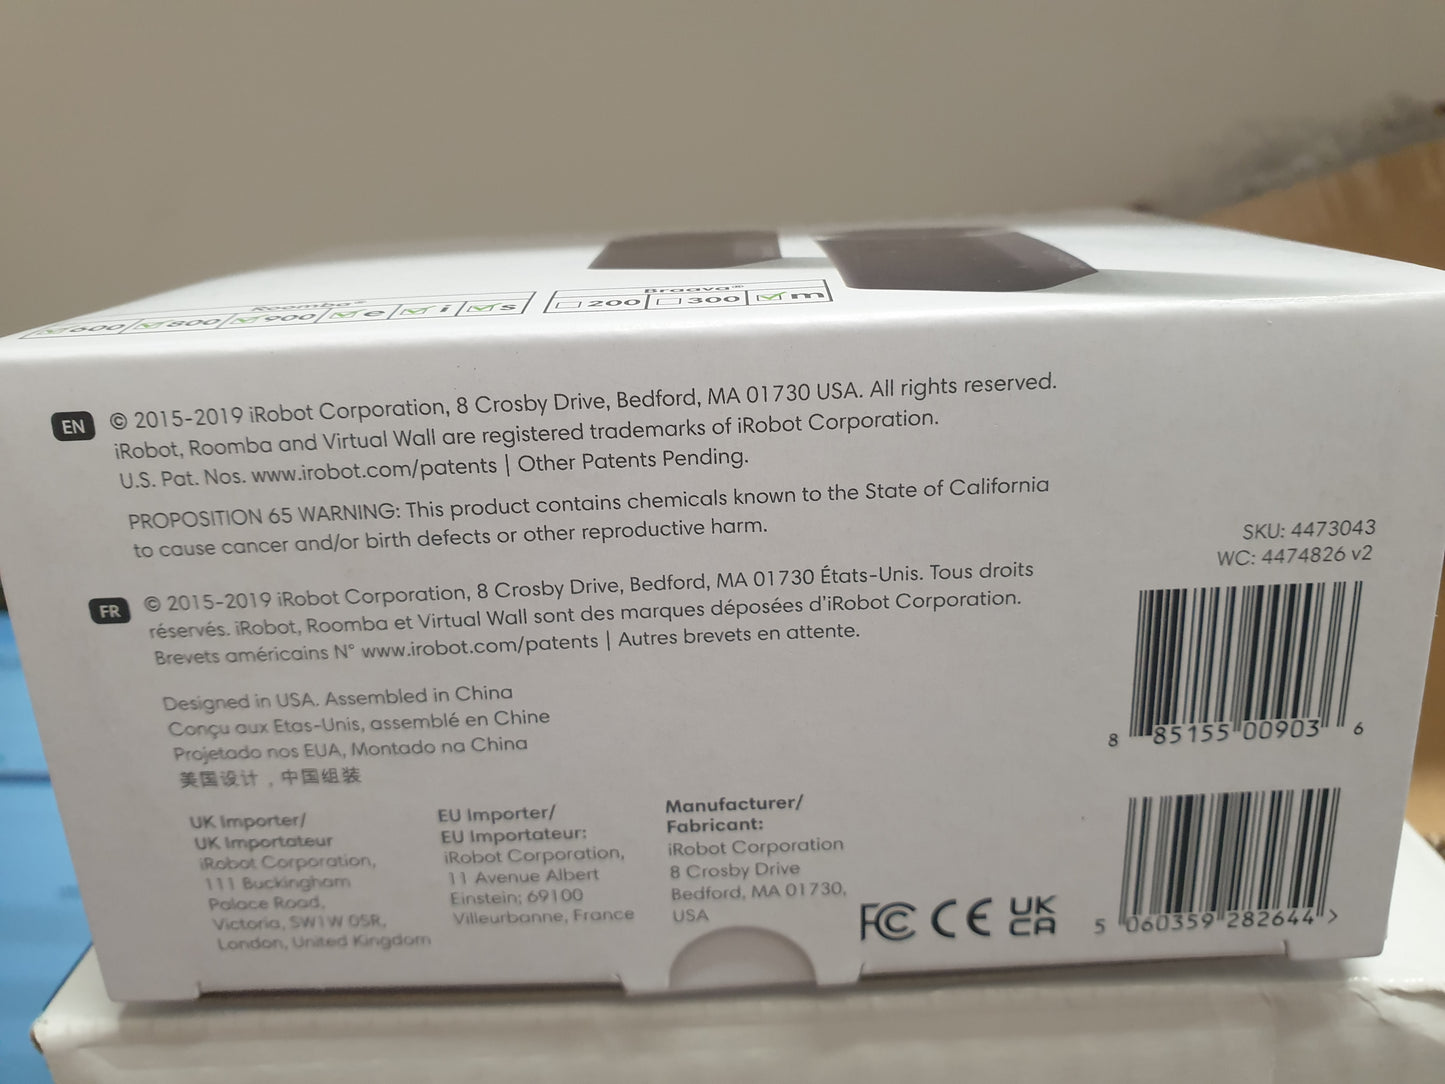 Roomba®
600 800 900 e i s
Braava®
200 300 m
EN
© 2015-2019 iRobot Corporation, 8 Crosby Drive, Bedford, MA 01730 USA. All rights reserved.
iRobot, Roomba and Virtual Wall are registered trademarks of iRobot Corporation.
U.S. Pat. Nos. www.irobot.com/patents | Other Patents Pending.
PROPOSITION 65 WARNING: This product contains chemicals known to the State of California
to cause cancer and/or birth defects or other reproductive harm.
FR
© 2015-2019 iRobot Corporation, 8 Crosby Drive, Bedford, MA 01730 États-Unis. Tous droits
réservés. iRobot, Roomba et Virtual Wall sont des marques déposées d'iRobot Corporation.
Brevets américains N° www.irobot.com/patents | Autres brevets en attente.
Designed in USA. Assembled in China
Conçu aux Etas-Unis, assemblé en Chine
Projetado nos EUA, Montado na China
美国设计，中国组装
UK Importer/
UK Importateur
iRobot Corporation,
111 Buckingham
Palace Road,
Victoria, SW1W 0SR,
London, United Kingdom
EU Importer/
EU Importateur:
iRobot Corporation,
11 Avenue Albert
Einstein; 69100
Villeurbanne, France
Manufacturer/
Fabricant:
iRobot Corporation
8 Crosby Drive
Bedford, MA 01730,
USA
FC CE UK
CA
SKU: 4473043
WC: 4474826 v2
8 85155 00903 6
5 060359 282644 >